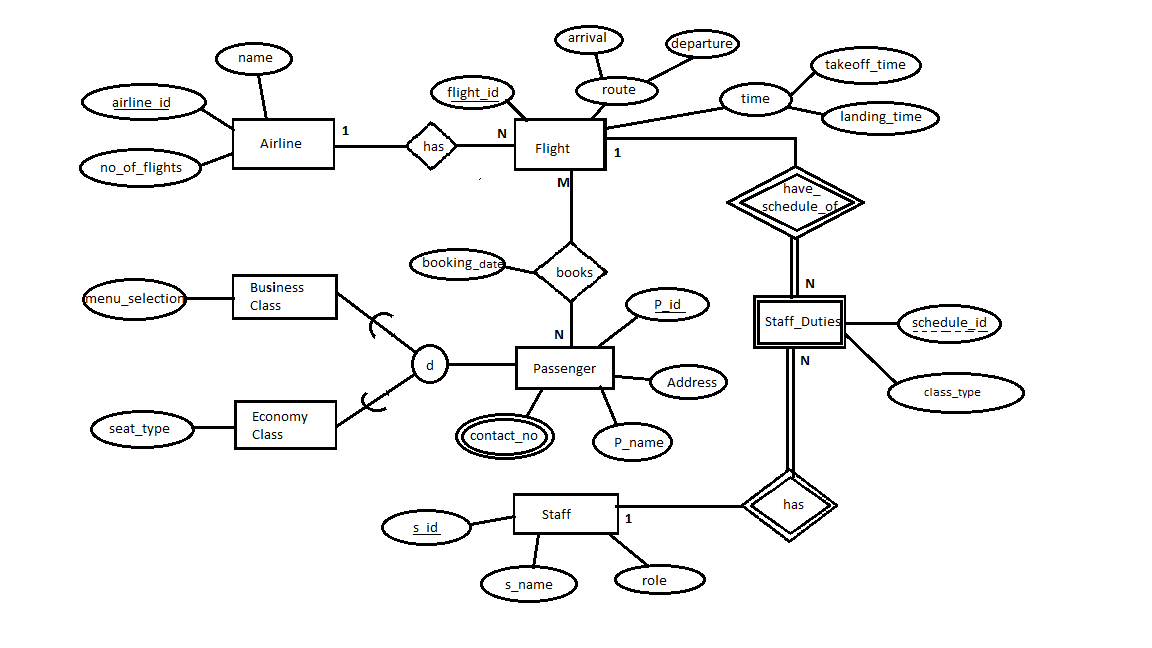 arrival
departure
name
takeoff_time
flight_id
route
time
airline_id
landing_time
1
N
Airline
has
Flight
1
no_of_flights
M
have_
schedule_of
booking_date
books
N
Business
Class
menu_selection
P_id
Staff_Duties
schedule_id
N
N
d
Passenger
Address
class_type
Economy
Class
seat_type
contact_no
P_name
Staff
1
has
s_id
s_name
role